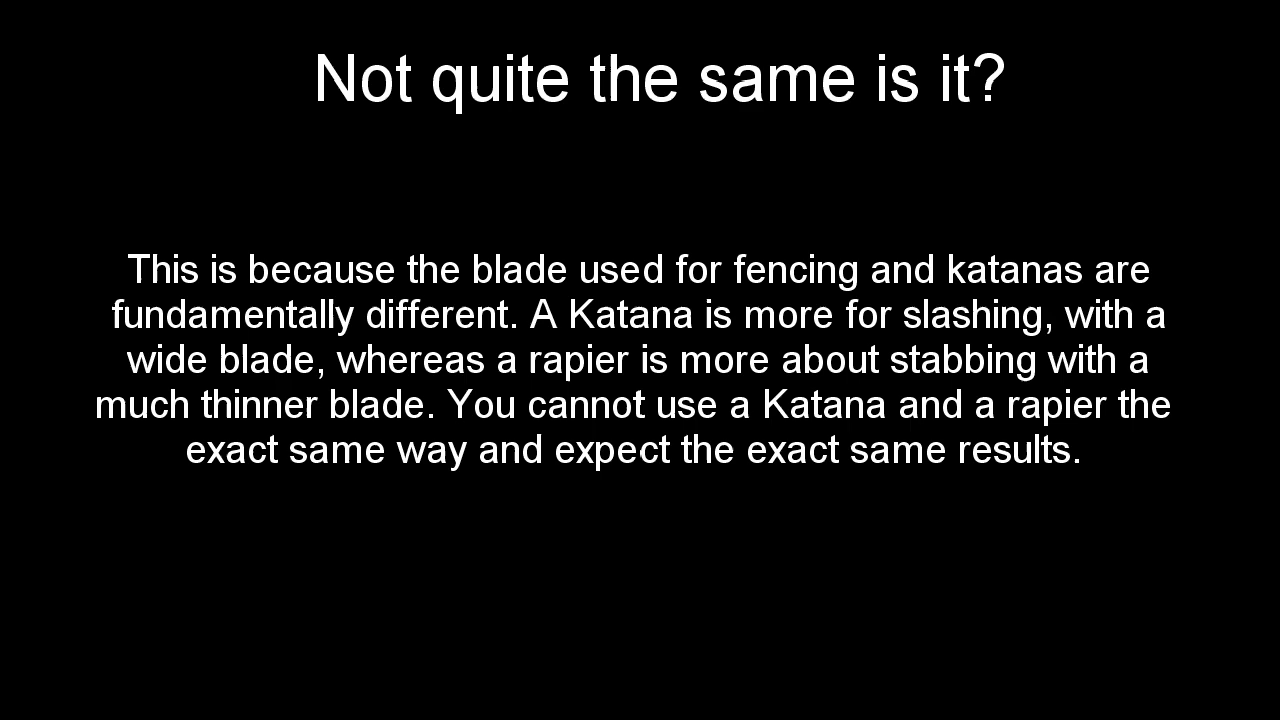 Not quite the same is it?
This is because the blade used for fencing and katanas are
fundamentally different. A Katana is more for slashing, with a
wide blade, whereas a rapier is more about stabbing with a
much thinner blade. You cannot use a Katana and a rapier the
exact same way and expect the exact same results.